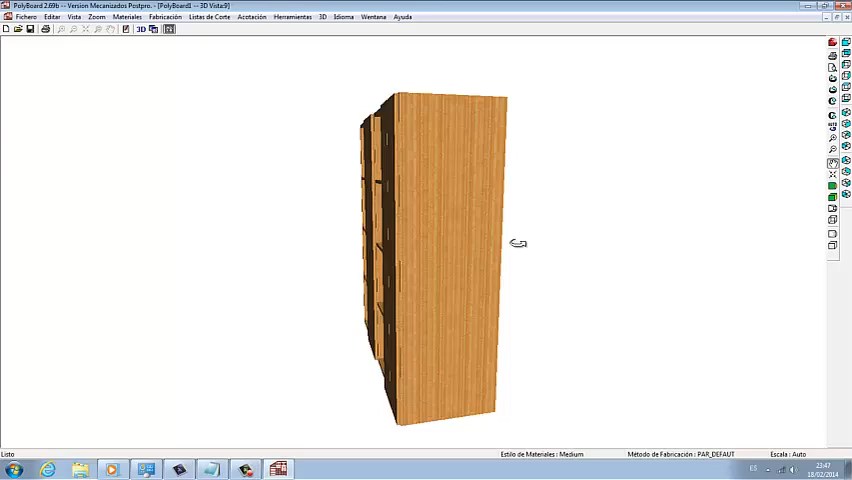 PolyBoard 2.69b -- Version Mecanizados Postpro. - [PolyBoard1 -- 3D Vista:9]
Fichero Editar Vista Zoom Materiales Fabricación Listas de Corte Acotación Herramientas 3D Idioma Wentana Ayuda
3D
AUTO
Listo Estilo de Materiales : Medium Método de Fabricación : PAR_DEFAUT Escala : Auto
ES 23:47
18/02/2014